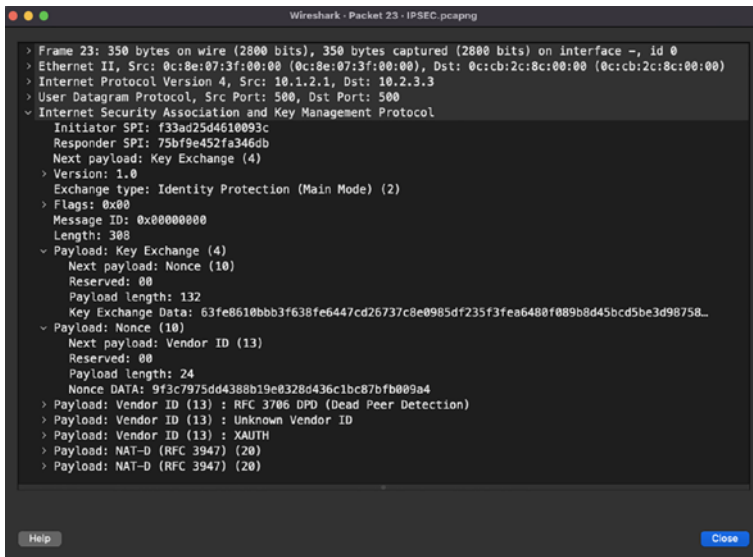 Wireshark · Packet 23 · IPSEC.pcapng
> Frame 23: 350 bytes on wire (2800 bits), 350 bytes captured (2800 bits) on interface -, id 0
> Ethernet II, Src: 0c:8e:07:3f:00:00 (0c:8e:07:3f:00:00), Dst: 0c:cb:2c:8c:00:00 (0c:cb:2c:8c:00:00)
> Internet Protocol Version 4, Src: 10.1.2.1, Dst: 10.2.3.3
> User Datagram Protocol, Src Port: 500, Dst Port: 500
Internet Security Association and Key Management Protocol
Initiator SPI: f33ad25d4610093c
Responder SPI: 75bf9e452fa346db
Next payload: Key Exchange (4)
> Version: 1.0
Exchange type: Identity Protection (Main Mode) (2)
> Flags: 0x00
Message ID: 0x00000000
Length: 308
Payload: Key Exchange (4)
Next payload: Nonce (10)
Reserved: 00
Payload length: 132
Key Exchange Data: 63fe8610bbb3f638fe6447cd26737c8e0985df235f3fea6480f089b8d45bcd5be3d98758…
Payload: Nonce (10)
Next payload: Vendor ID (13)
Reserved: 00
Payload length: 24
Nonce DATA: 9f3c7975dd4388b19e0328d436c1bc87bfb009a4
> Payload: Vendor ID (13) : RFC 3706 DPD (Dead Peer Detection)
> Payload: Vendor ID (13) : Unknown Vendor ID
> Payload: Vendor ID (13) : XAUTH
> Payload: NAT-D (RFC 3947) (20)
> Payload: NAT-D (RFC 3947) (20)
Help
Close